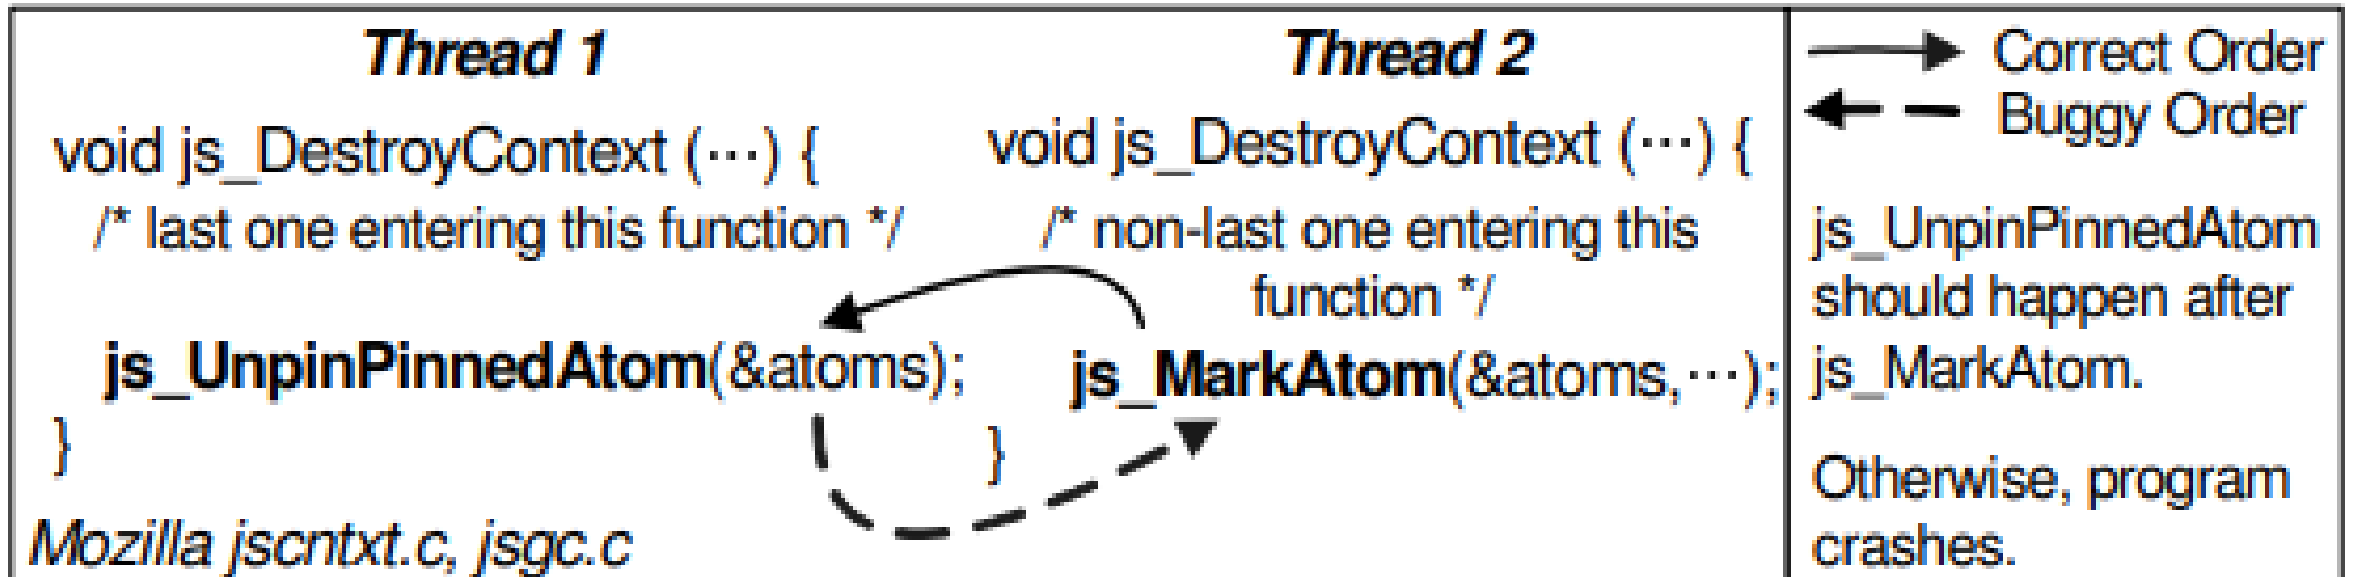 Thread 1
void js_DestroyContext (···) {
/* last one entering this function */
js_UnpinPinnedAtom(&atoms);
}
Mozilla jscntxt.c, jsgc.c
Thread 2
void js_DestroyContext (···) {
/* non-last one entering this
function */
js_MarkAtom(&atoms,···);
}
Correct Order
Buggy Order
js_UnpinPinnedAtom
should happen after
js_MarkAtom.
Otherwise, program
crashes.